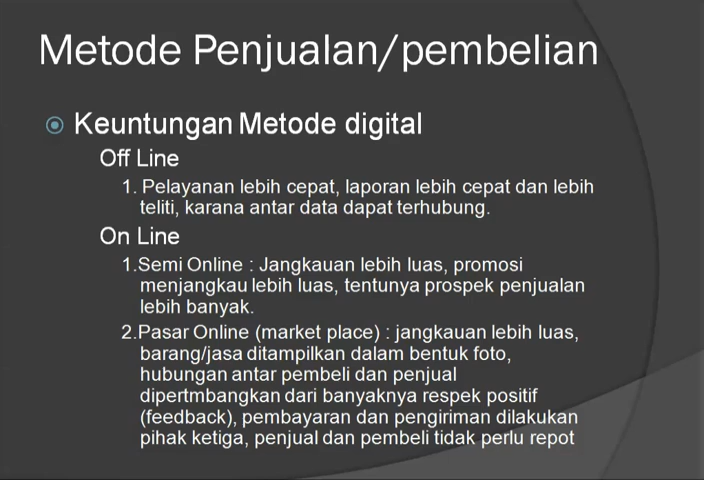 Metode Penjualan/pembelian
Keuntungan Metode digital
Off Line
1. Pelayanan lebih cepat, laporan lebih cepat dan lebih
teliti, karana antar data dapat terhubung.
On Line
1.Semi Online : Jangkauan lebih luas, promosi
menjangkau lebih luas, tentunya prospek penjualan
lebih banyak.
2.Pasar Online (market place) : jangkauan lebih luas,
barang/jasa ditampilkan dalam bentuk foto,
hubungan antar pembeli dan penjual
dipertmbangkan dari banyaknya respek positif
(feedback), pembayaran dan pengiriman dilakukan
pihak ketiga, penjual dan pembeli tidak perlu repot